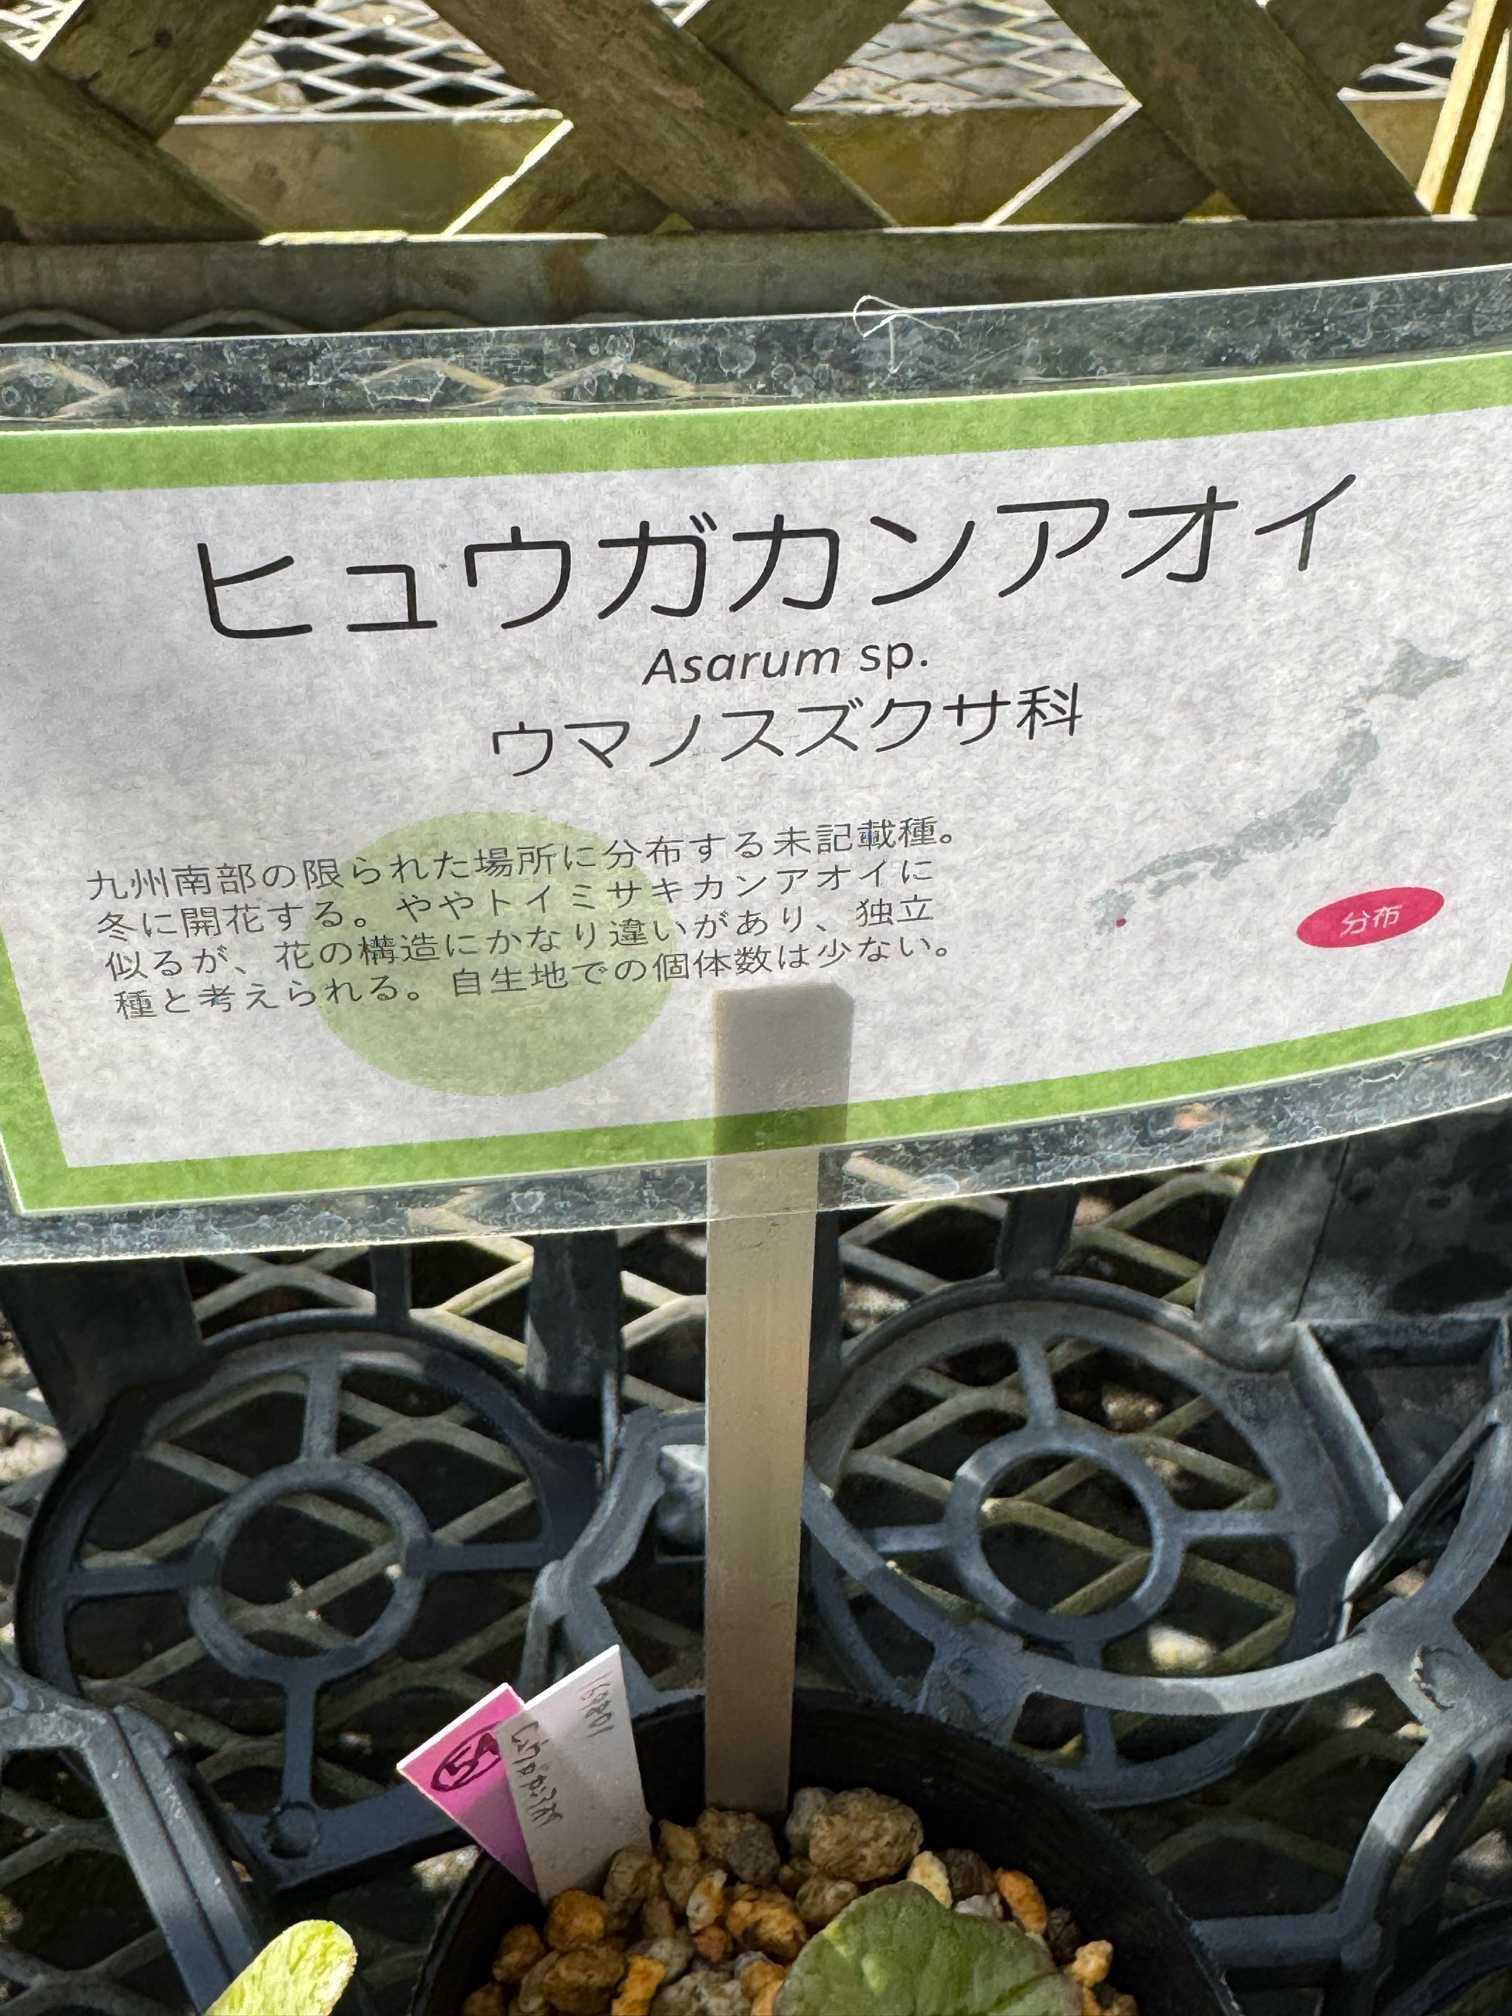 ヒュウガカンアオイ
Asarum sp.
ウマノスズクサ科
九州南部の限られた場所に分布する未記載種。
冬に開花する。ややトイミサキカンアオイに
似るが、花の構造にかなり違いがあり、独立
種と考えられる。自生地での個体数は少ない。
分布